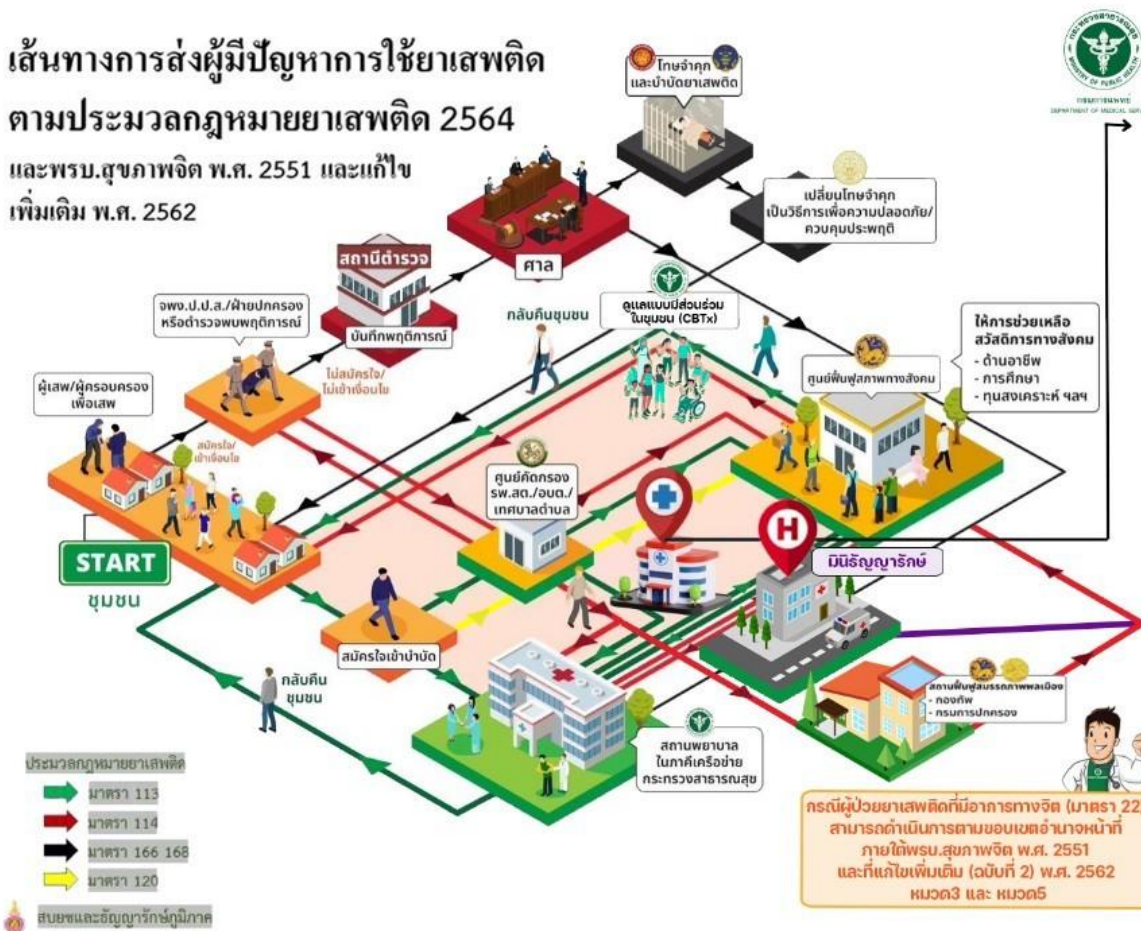 เส้นทางการส่งผู้มีปัญหาการใช้ยาเสพติด
ตามประมวลกฎหมายยาเสพติด 2564
และพรบ.สุขภาพจิต พ.ศ. 2551 และแก้ไข
เพิ่มเติม พ.ศ. 2562
กระทรวงสาธารณสุข
MINISTRY OF PUBLIC HEALTH
กรมการแพทย์
DEPARTMENT OF MEDICAL SER
โทษจำคุก
และบำบัดยาเสพติด
เปลี่ยนโทษจำคุก
เป็นวิธีการเพื่อความปลอดภัย/
ควบคุมประพฤติ
ศาล
สถานีตำรวจ
บันทึกพฤติการณ์
จพง.ป.ป.ส./ฝ่ายปกครอง
หรือตำรวจพบพฤติการณ์
ผู้เสพ/ผู้ครอบครอง
เพื่อเสพ
ไม่สมัครใจ/
ไม่เข้าเงื่อนไข
สมัครใจ/
เข้าเงื่อนไข
กลับคืนชุมชน
ดูแลแบบมีส่วนร่วม
ในชุมชน (CBTx)
ศูนย์ฟื้นฟูสภาพทางสังคม
ให้การช่วยเหลือ
สวัสดิการทางสังคม
- ด้านอาชีพ
- การศึกษา
- ทุนสงเคราะห์ ฯลฯ
ศูนย์คัดกรอง
รพ.สต./อบต./
เทศบาลตำบล
START
ชุมชน
H
มินิธัญญารักษ์
สมัครใจเข้าบำบัด
กลับคืน
ชุมชน
สถานพยาบาล
ในภาคีเครือข่าย
กระทรวงสาธารณสุข
สถานฟื้นฟูสมรรถภาพพลเมือง
- กองทัพ
- กรมการปกครอง
ประมวลกฎหมายยาเสพติด
มาตรา 113
มาตรา 114
มาตรา 166 168
มาตรา 120
สบยชและธัญญารักษ์ภูมิภาค
กรณีผู้ป่วยยาเสพติดที่มีอาการทางจิต (มาตรา 22)
สามารถดำเนินการตามขอบเขตอำนาจหน้าที่
ภายใต้พรบ.สุขภาพจิต พ.ศ. 2551
และที่แก้ไขเพิ่มเติม (ฉบับที่ 2) พ.ศ. 2562
หมวด3 และ หมวด5